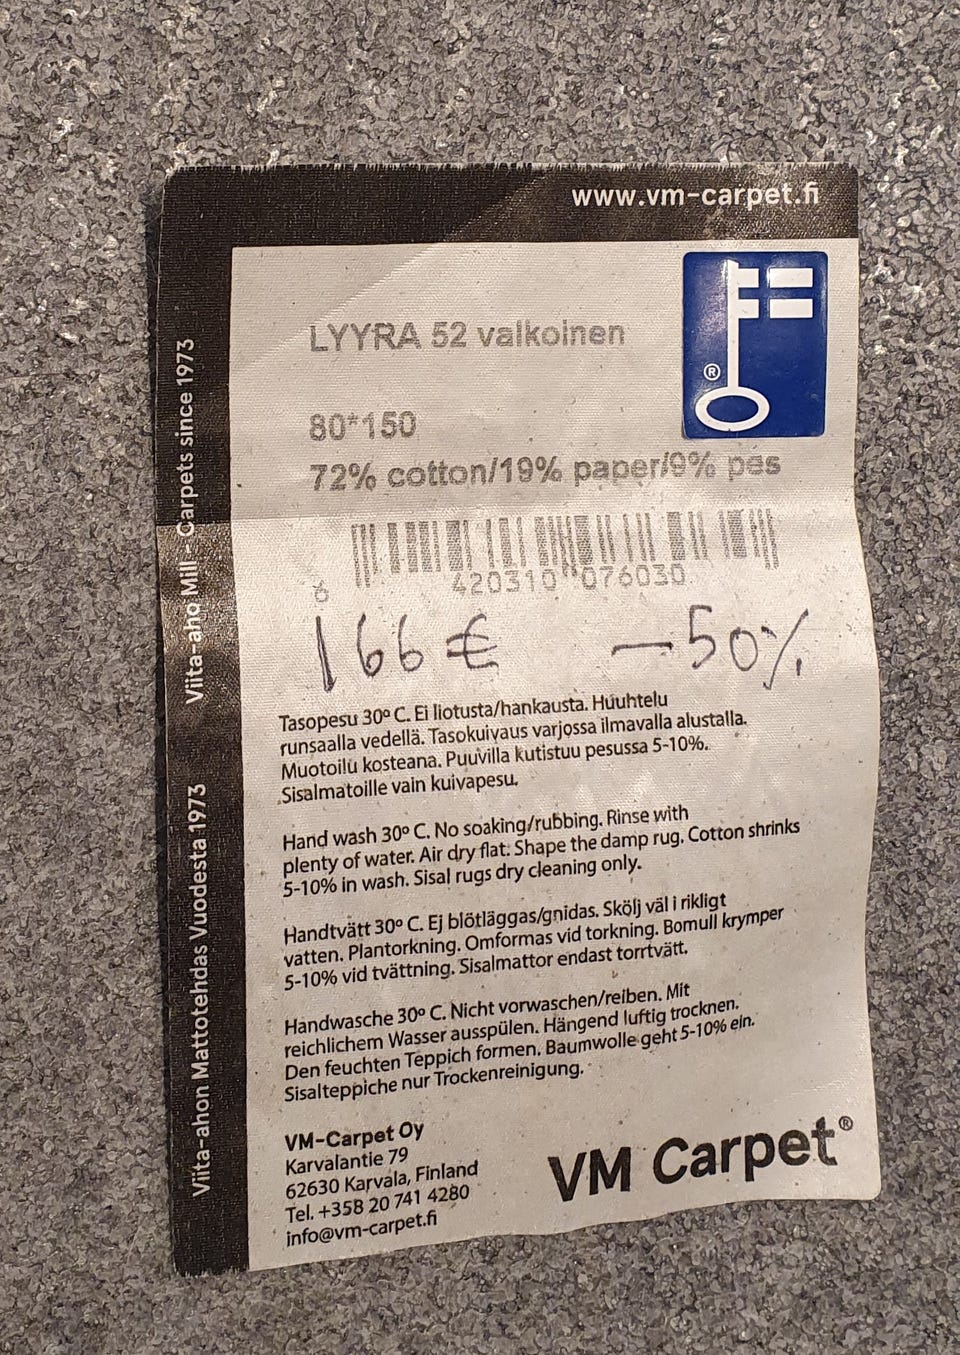 www.vm-carpet.fi
LYYRA 52 valkoinen
®
80*150
72% cotton/19% paper/9% pes
6 420310 076030
166 € -50%
Tasopesu 30º C. Ei liotusta/hankausta. Huuhtelu
runsaalla vedellä. Tasokuivaus varjossa ilmavalla alustalla.
Muotoilu kosteana. Puuvilla kutistuu pesussa 5-10%.
Sisalmatoille vain kuivapesu.
Hand wash 30º C. No soaking/rubbing. Rinse with
plenty of water. Air dry flat. Shape the damp rug. Cotton shrinks
5-10% in wash. Sisal rugs dry cleaning only.
Handtvätt 30º C. Ej blötläggas/gnidas. Skölj väl i rikligt
vatten. Plantorkning. Omformas vid torkning. Bomull krymper
5-10% vid tvättning. Sisalmattor endast torrtvätt.
Handwasche 30º C. Nicht vorwaschen/reiben. Mit
reichlichem Wasser ausspülen. Hängend luftig trocknen.
Den feuchten Teppich formen. Baumwolle geht 5-10% ein.
Sisalteppiche nur Trockenreinigung.
VM-Carpet Oy
Karvalantie 79
62630 Karvala, Finland
Tel. +358 20 741 4280
info@vm-carpet.fi
VM Carpet®
Viita-ahon Mattotehdas Vuodesta 1973
Viita-aho Mill - Carpets since 1973